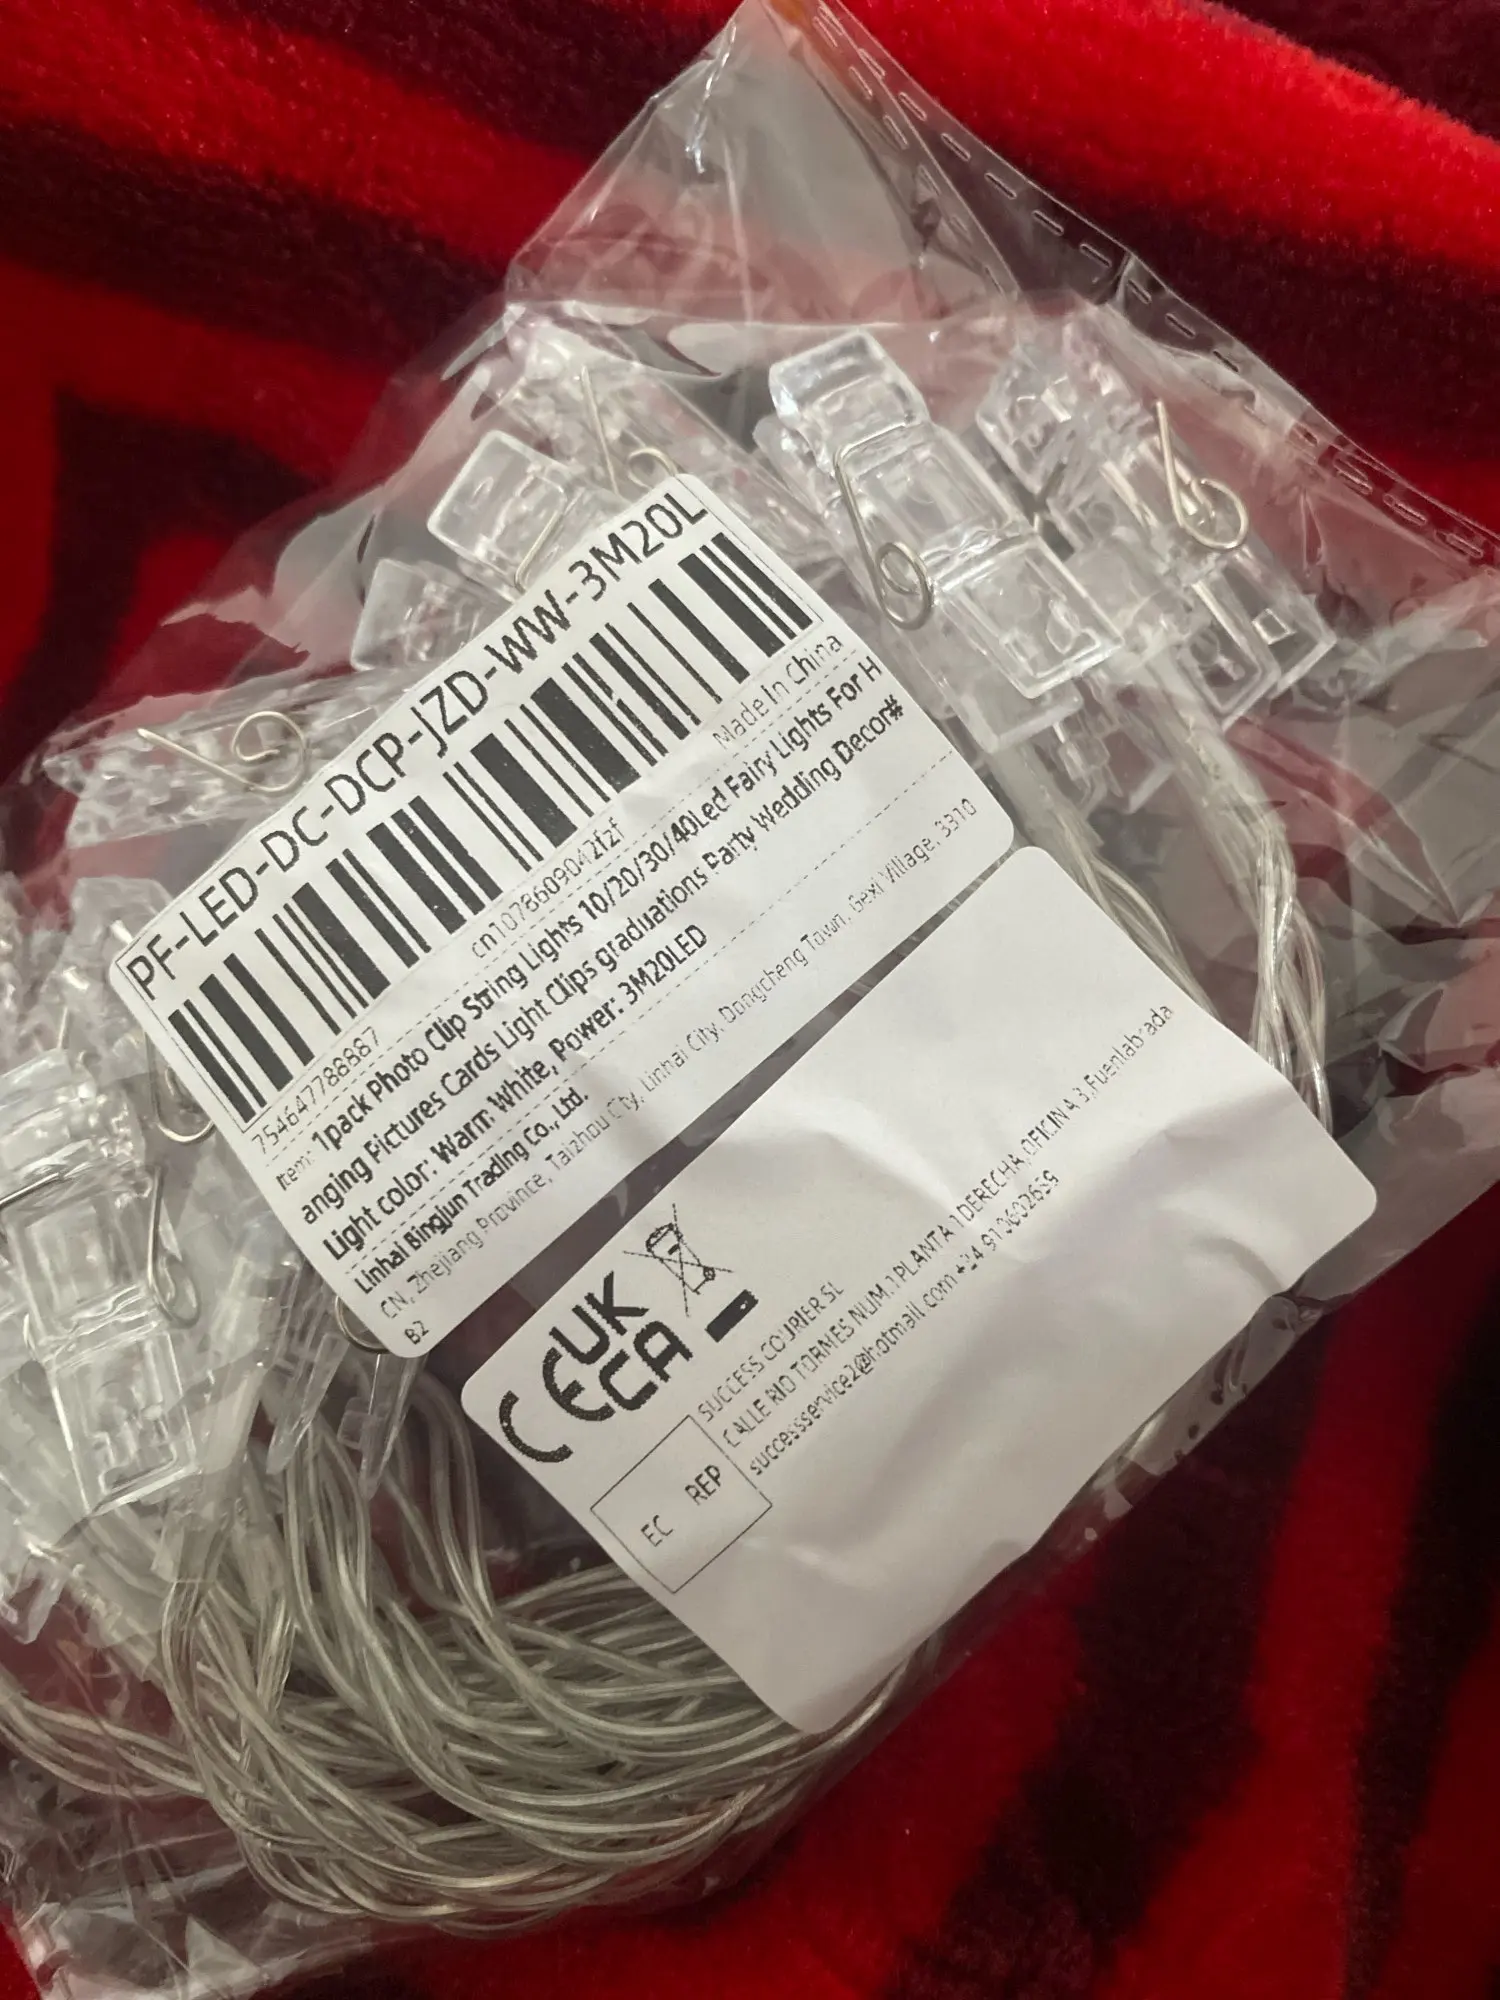 PF-LED-DC-DCP-JZD-WW-3M20L
754647788887
cn1078609042fzf
Made In China
Item: 1pack Photo Clip String Lights 10/20/30/40Led Fairy Lights For H
anging Pictures Cards Light Clips graduations Party Wedding Decor#
Light color: Warm White, Power: 3M20LED
Linhai Bingjun Trading Co., Ltd.
CN, Zhejiang Province, Taizhou City, Linhai City, Dongcheng Town, Gexi Village, 3310
B2
CE
UK
CA
EC REP
SUCCESS COURIER SL
CALLE RIO TORMES NUM.1 PLANTA 1 DERECHA,OFICINA 3,Fuenlabrada
successservice2@hotmail.com